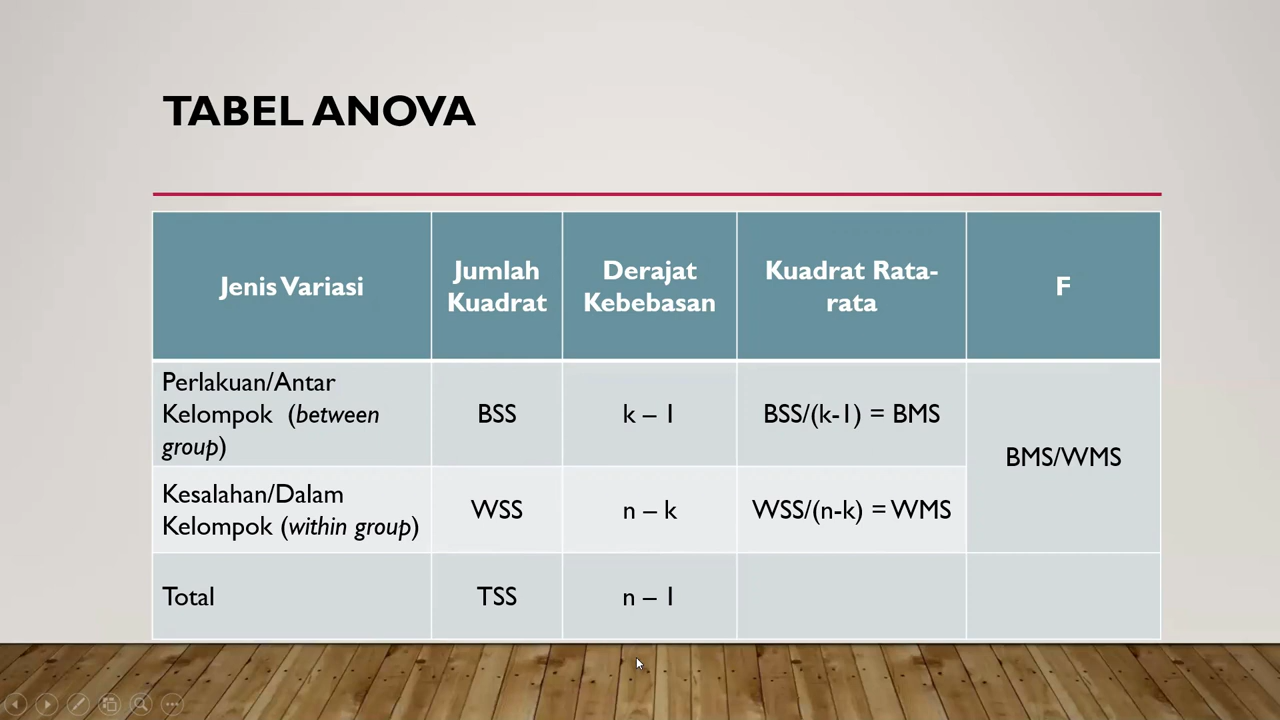 TABEL ANOVA
Jenis Variasi
Jumlah
Kuadrat
Derajat
Kebebasan
Kuadrat Rata-
rata
F
Perlakuan/Antar
Kelompok (between
group)
BSS
k – 1
BSS/(k-1) = BMS
BMS/WMS
Kesalahan/Dalam
Kelompok (within group)
WSS
n – k
WSS/(n-k) = WMS
Total
TSS
n – 1